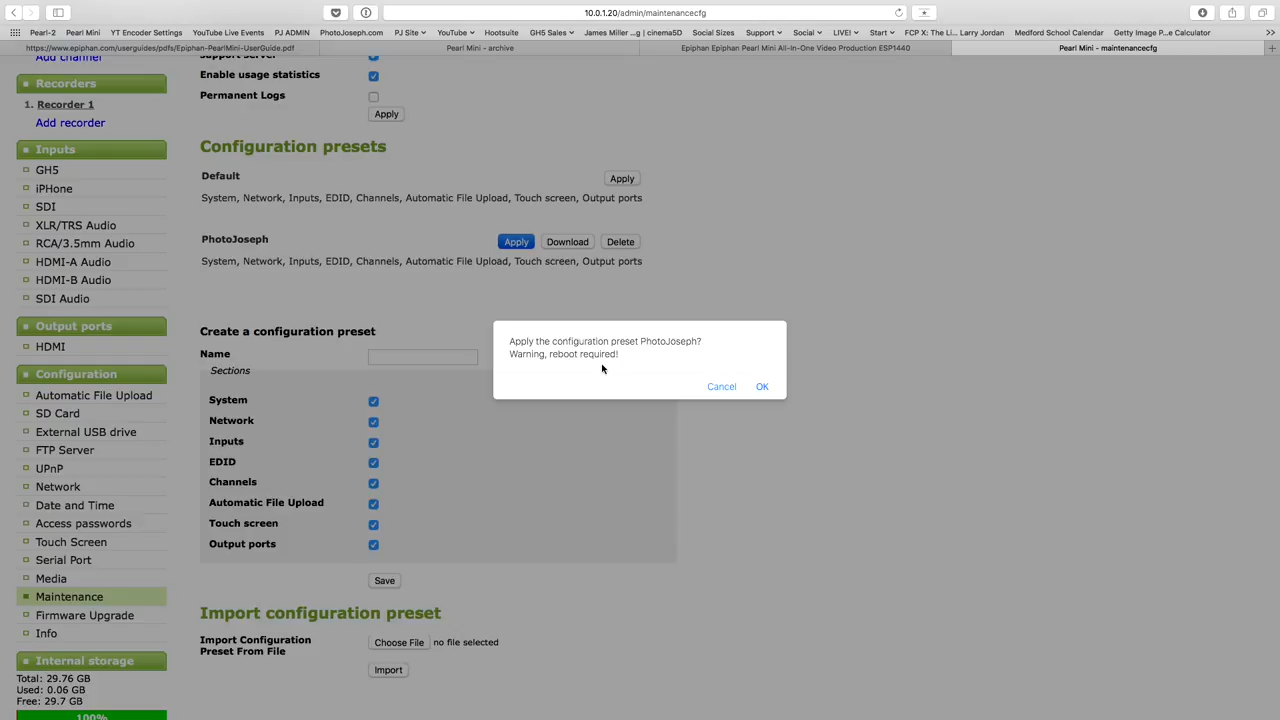 10.0.1.20/admin/maintenancecfg
Pearl-2 Pearl Mini YT Encoder Settings YouTube Live Events PJ ADMIN PhotoJoseph.com PJ Site YouTube Hootsuite GH5 Sales James Miller ...g | cinema5D Social Sizes Support Social LIVE! Start FCP X: The Li... Larry Jordan Medford School Calendar Getty Image P...e Calculator
https://www.epiphan.com/userguides/pdfs/Epiphan-PearlMini-UserGuide.pdf
Pearl Mini - archive
Epiphan Epiphan Pearl Mini All-In-One Video Production ESP1440
Pearl Mini - maintenancecfg
Add channel
Recorders
1. Recorder 1
Add recorder
Inputs
GH5
iPhone
SDI
XLR/TRS Audio
RCA/3.5mm Audio
HDMI-A Audio
HDMI-B Audio
SDI Audio
Output ports
HDMI
Configuration
Automatic File Upload
SD Card
External USB drive
FTP Server
UPnP
Network
Date and Time
Access passwords
Touch Screen
Serial Port
Media
Maintenance
Firmware Upgrade
Info
Internal storage
Total: 29.76 GB
Used: 0.06 GB
Free: 29.7 GB
100%
support server
Enable usage statistics
Permanent Logs
Apply
Configuration presets
Default
Apply
System, Network, Inputs, EDID, Channels, Automatic File Upload, Touch screen, Output ports
PhotoJoseph
Apply Download Delete
System, Network, Inputs, EDID, Channels, Automatic File Upload, Touch screen, Output ports
Create a configuration preset
Name
Sections
System
Network
Inputs
EDID
Channels
Automatic File Upload
Touch screen
Output ports
Save
Import configuration preset
Import Configuration
Preset From File
Choose File no file selected
Import
Apply the configuration preset PhotoJoseph?
Warning, reboot required!
Cancel OK